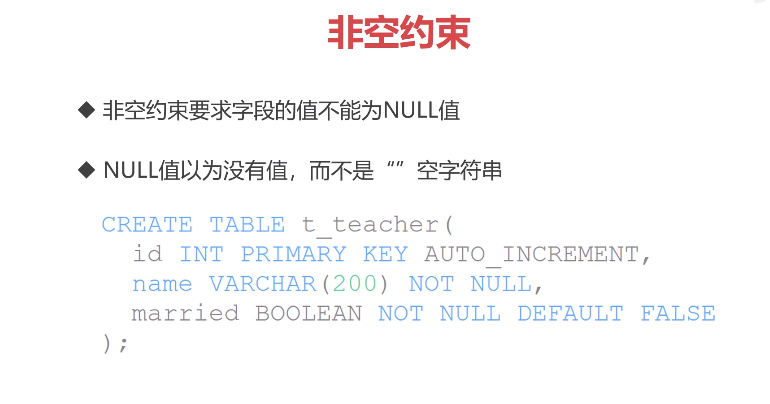 非空约束
◆ 非空约束要求字段的值不能为NULL值
◆ NULL值以为没有值，而不是“”空字符串
CREATE TABLE t_teacher(
  id INT PRIMARY KEY AUTO_INCREMENT,
  name VARCHAR(200) NOT NULL,
  married BOOLEAN NOT NULL DEFAULT FALSE
);